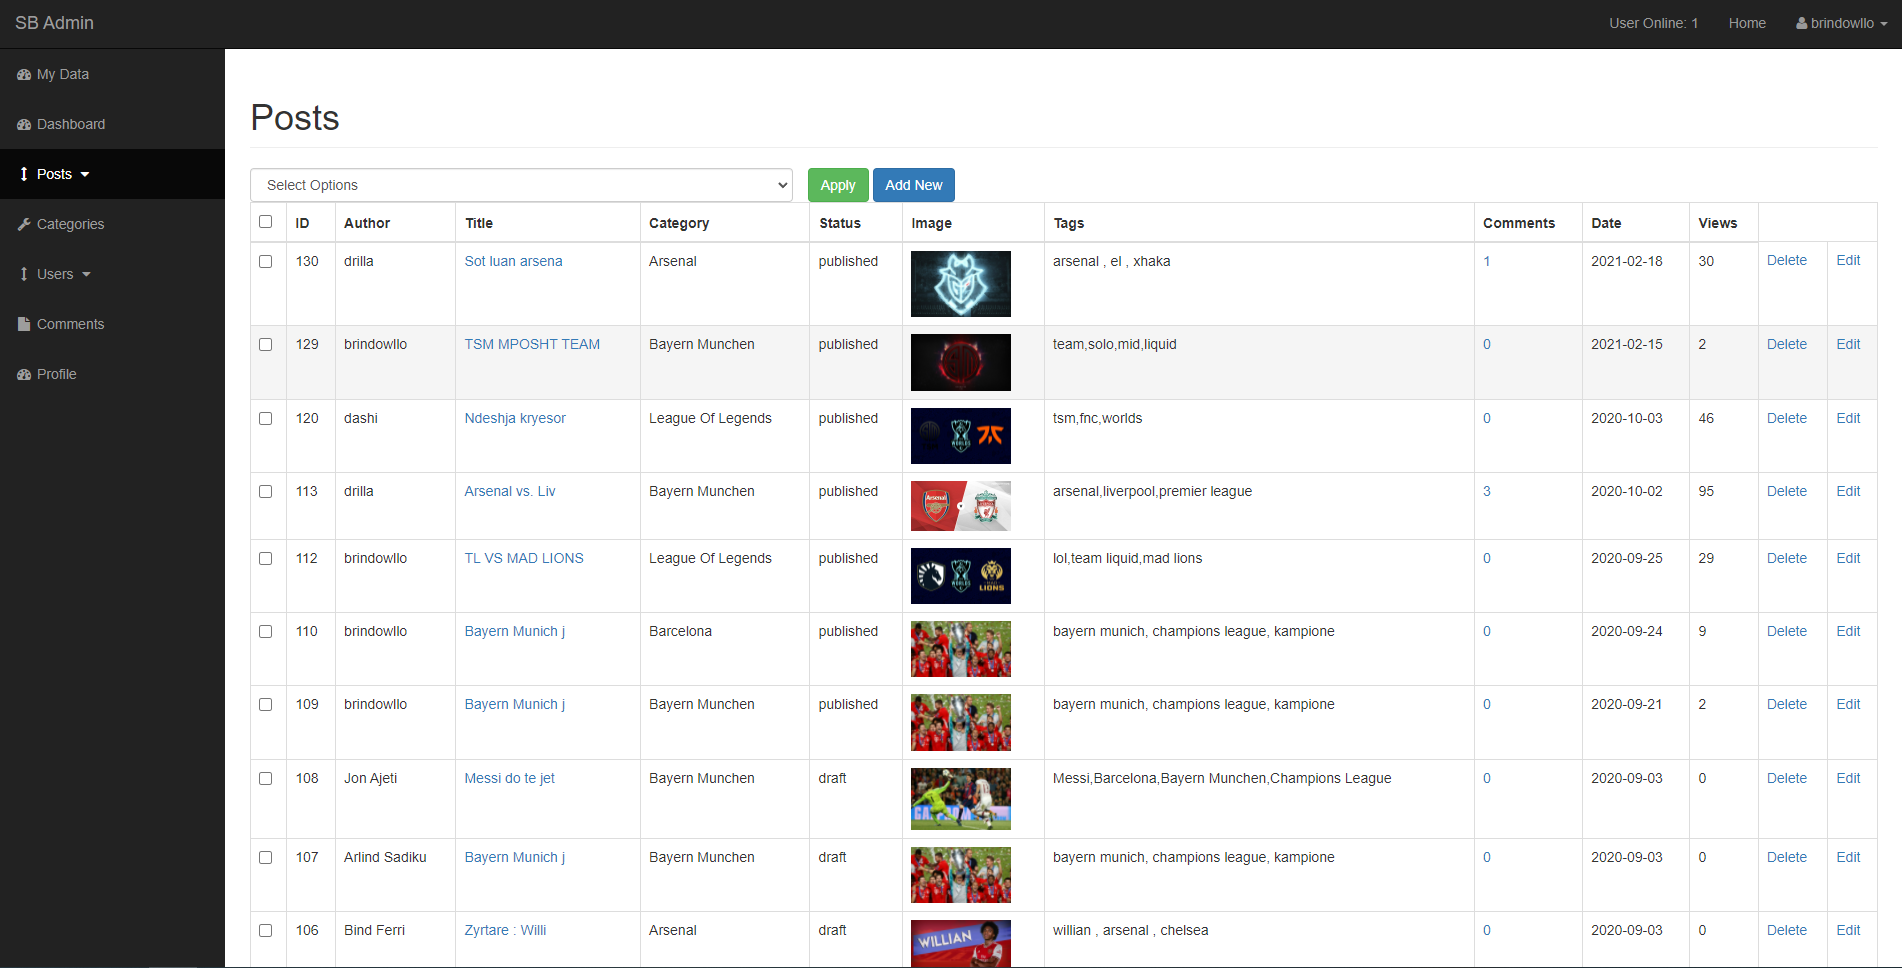 SB Admin
User Online: 1 Home brindowllo
My Data
Dashboard
Posts
Categories
Users
Comments
Profile
Posts
Select Options Apply Add New
ID Author Title Category Status Image Tags Comments Date Views
130 drilla Sot luan arsena Arsenal published arsenal , el , xhaka 1 2021-02-18 30 Delete Edit
129 brindowllo TSM MPOSHT TEAM Bayern Munchen published team,solo,mid,liquid 0 2021-02-15 2 Delete Edit
120 dashi Ndeshja kryesor League Of Legends published tsm,fnc,worlds 0 2020-10-03 46 Delete Edit
WORLDS
113 drilla Arsenal vs. Liv Bayern Munchen published arsenal,liverpool,premier league 3 2020-10-02 95 Delete Edit
Arsenal
112 brindowllo TL VS MAD LIONS League Of Legends published lol,team liquid,mad lions 0 2020-09-25 29 Delete Edit
WORLDS LIONS
110 brindowllo Bayern Munich j Barcelona published bayern munich, champions league, kampione 0 2020-09-24 9 Delete Edit
109 brindowllo Bayern Munich j Bayern Munchen published bayern munich, champions league, kampione 0 2020-09-21 2 Delete Edit
108 Jon Ajeti Messi do te jet Bayern Munchen draft Messi,Barcelona,Bayern Munchen,Champions League 0 2020-09-03 0 Delete Edit
107 Arlind Sadiku Bayern Munich j Bayern Munchen draft bayern munich, champions league, kampione 0 2020-09-03 0 Delete Edit
106 Bind Ferri Zyrtare : Willi Arsenal draft willian , arsenal , chelsea 0 2020-09-03 0 Delete Edit
WILLIAN